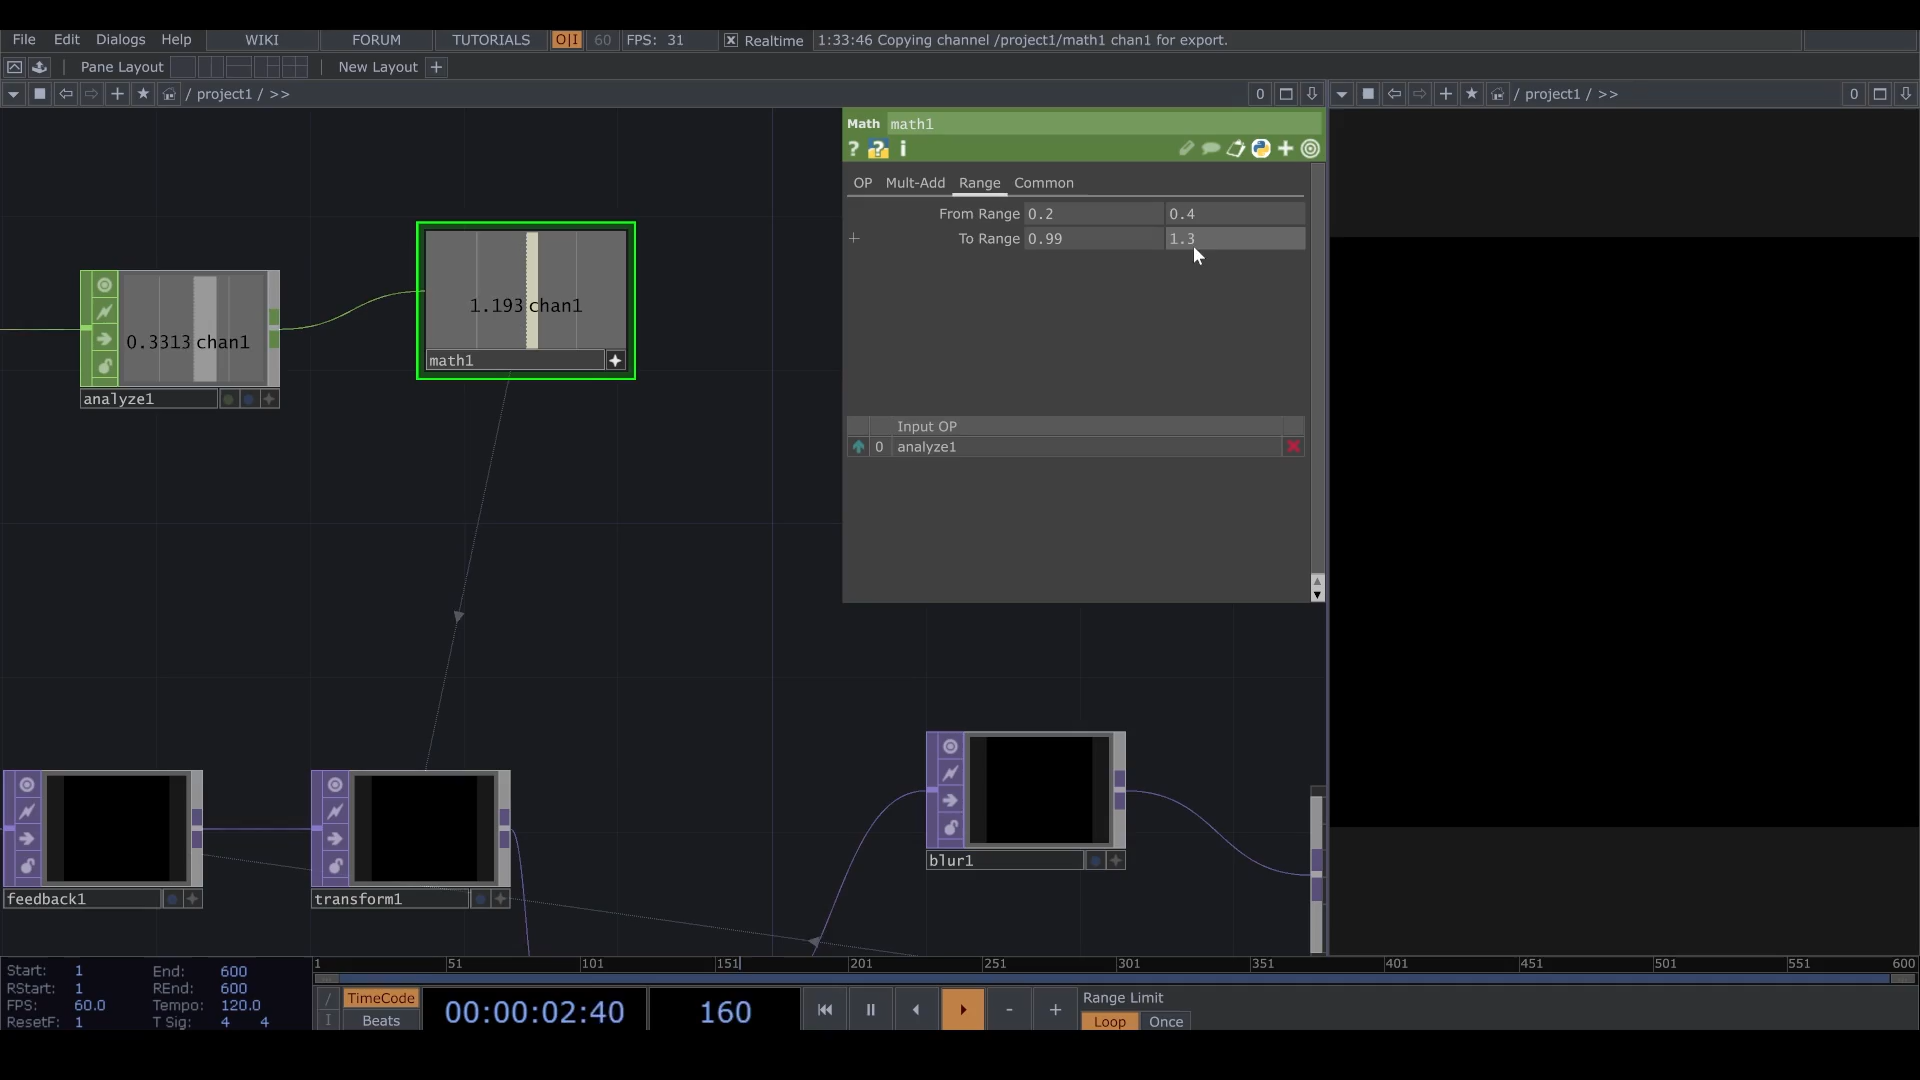 File Edit Dialogs Help WIKI FORUM TUTORIALS O|I 60 FPS: 31 Realtime 1:33:46 Copying channel /project1/math1 chan1 for export.
Pane Layout New Layout +
/ project1 / >> 0 / project1 / >> 0
Math math1
? ? i
OP Mult-Add Range Common
From Range 0.2 0.4
+ To Range 0.99 1.3
1.193 chan1
math1
0.3313 chan1
analyze1
Input OP
0 analyze1
blur1
feedback1
transform1
1 51 101 151 201 251 301 351 401 451 501 551 600
Start: 1 End: 600
RStart: 1 REnd: 600
FPS: 60.0 Tempo: 120.0
ResetF: 1 T Sig: 4 4
/ TimeCode
I Beats
00:00:02:40 160
- +
Range Limit
Loop Once